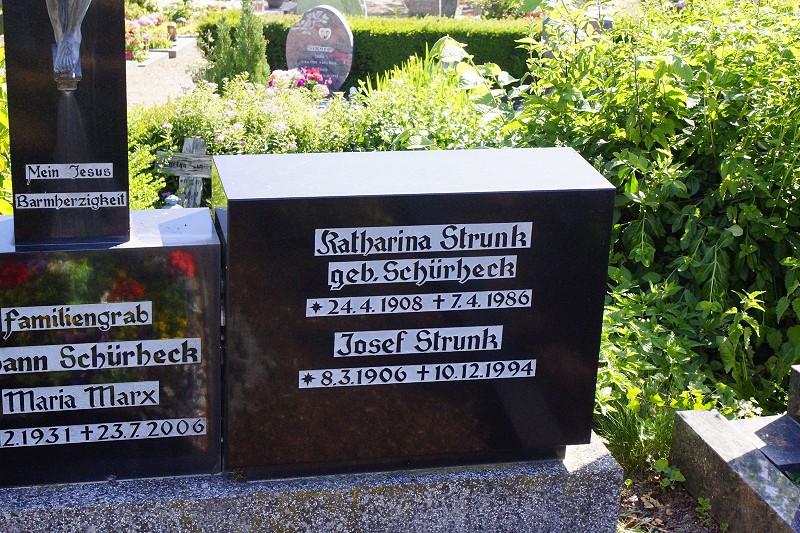 Mein Jesus
Barmherzigkeit
Familiengrab
ann Schürheck
Maria Marx
2.1931 ✝ 23.7.2006
Katharina Strunk
geb. Schürheck
✶ 24.4.1908 ✝ 7.4.1986
Josef Strunk
✶ 8.3.1906 ✝ 10.12.1994